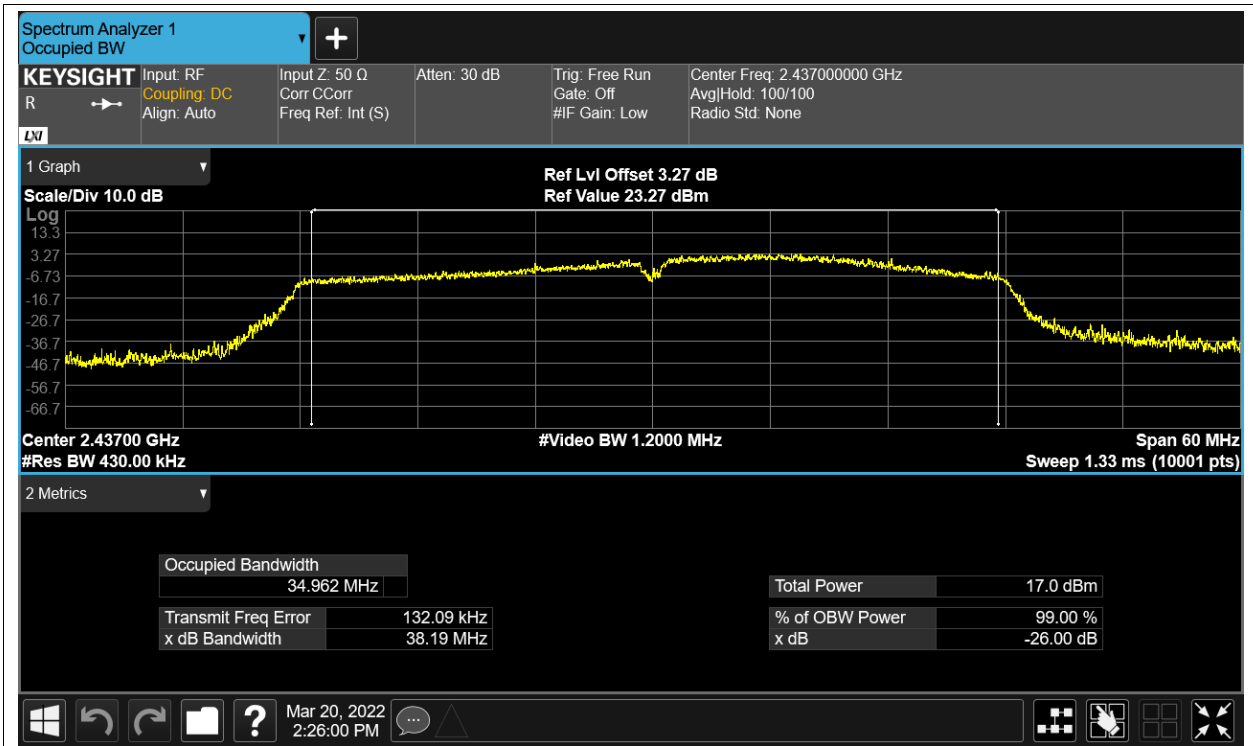 Spectrum Analyzer 1
Occupied BW
KEYSIGHT
R
LXI
Input: RF
Coupling: DC
Align: Auto
Input Z: 50 Ω
Corr CCorr
Freq Ref: Int (S)
Atten: 30 dB
Trig: Free Run
Gate: Off
#IF Gain: Low
Center Freq: 2.437000000 GHz
Avg|Hold: 100/100
Radio Std: None
1 Graph
Scale/Div 10.0 dB
Ref Lvl Offset 3.27 dB
Ref Value 23.27 dBm
Log
13.3
3.27
-6.73
-16.7
-26.7
-36.7
-46.7
-56.7
-66.7
Center 2.43700 GHz
#Video BW 1.2000 MHz
Span 60 MHz
#Res BW 430.00 kHz
Sweep 1.33 ms (10001 pts)
2 Metrics
Occupied Bandwidth
34.962 MHz
Total Power 17.0 dBm
Transmit Freq Error 132.09 kHz
% of OBW Power 99.00 %
x dB Bandwidth 38.19 MHz
x dB -26.00 dB
?
Mar 20, 2022
2:26:00 PM